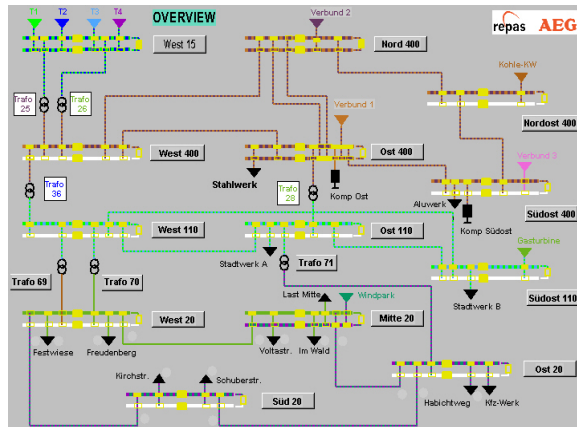 T1 T2 T3 T4 OVERVIEW Verbund 2 repas AEG
West 15 Nord 400
Kohle-KW
Trafo
25
Trafo
26
Verbund 1
Nordost 400
West 400 Ost 400 Verbund 3
Stahlwerk
Trafo
36
Trafo
28
Komp Ost
Aluwerk
Südost 400
Komp Südost
West 110 Ost 110
Stadtwerk A Gasturbine
Trafo 69 Trafo 70 Trafo 71
Stadtwerk B
Last Mitte Windpark Südost 110
West 20 Mitte 20
Festwiese Freudenberg Voltastr. Im Wald
Kirchstr. Schuberstr. Ost 20
Süd 20 Habichtweg Kfz-Werk